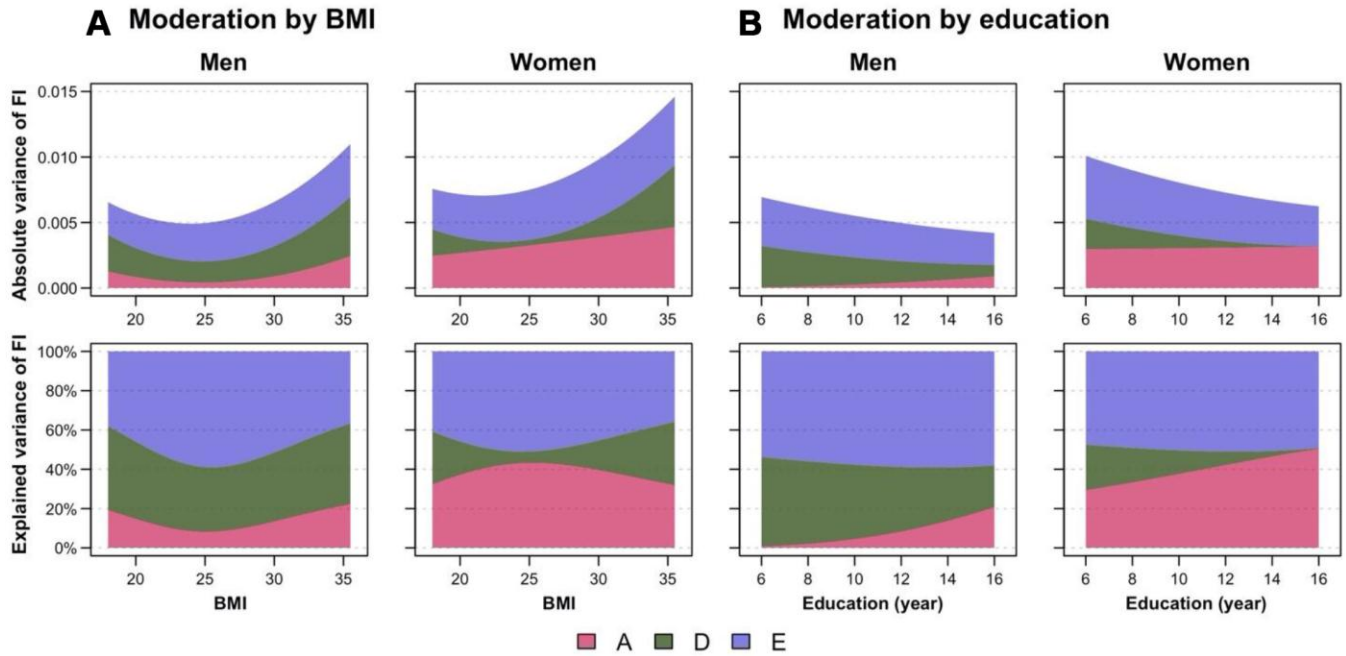 A Moderation by BMI
B Moderation by education
Men
Women
Men
Women
Absolute variance of FI
0.015
0.010
0.005
0.000
20 25 30 35
20 25 30 35
6 8 10 12 14 16
6 8 10 12 14 16
Explained variance of FI
100%
80%
60%
40%
20%
0%
20 25 30 35
20 25 30 35
6 8 10 12 14 16
6 8 10 12 14 16
BMI
BMI
Education (year)
Education (year)
A D E